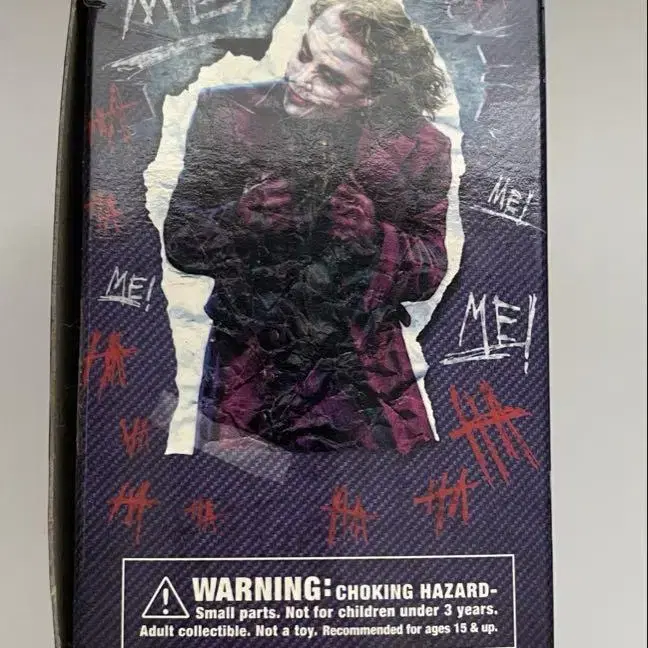 ME!
ME!
ME!
ME!
WARNING: CHOKING HAZARD-
Small parts. Not for children under 3 years.
Adult collectible. Not a toy. Recommended for ages 15 & up.